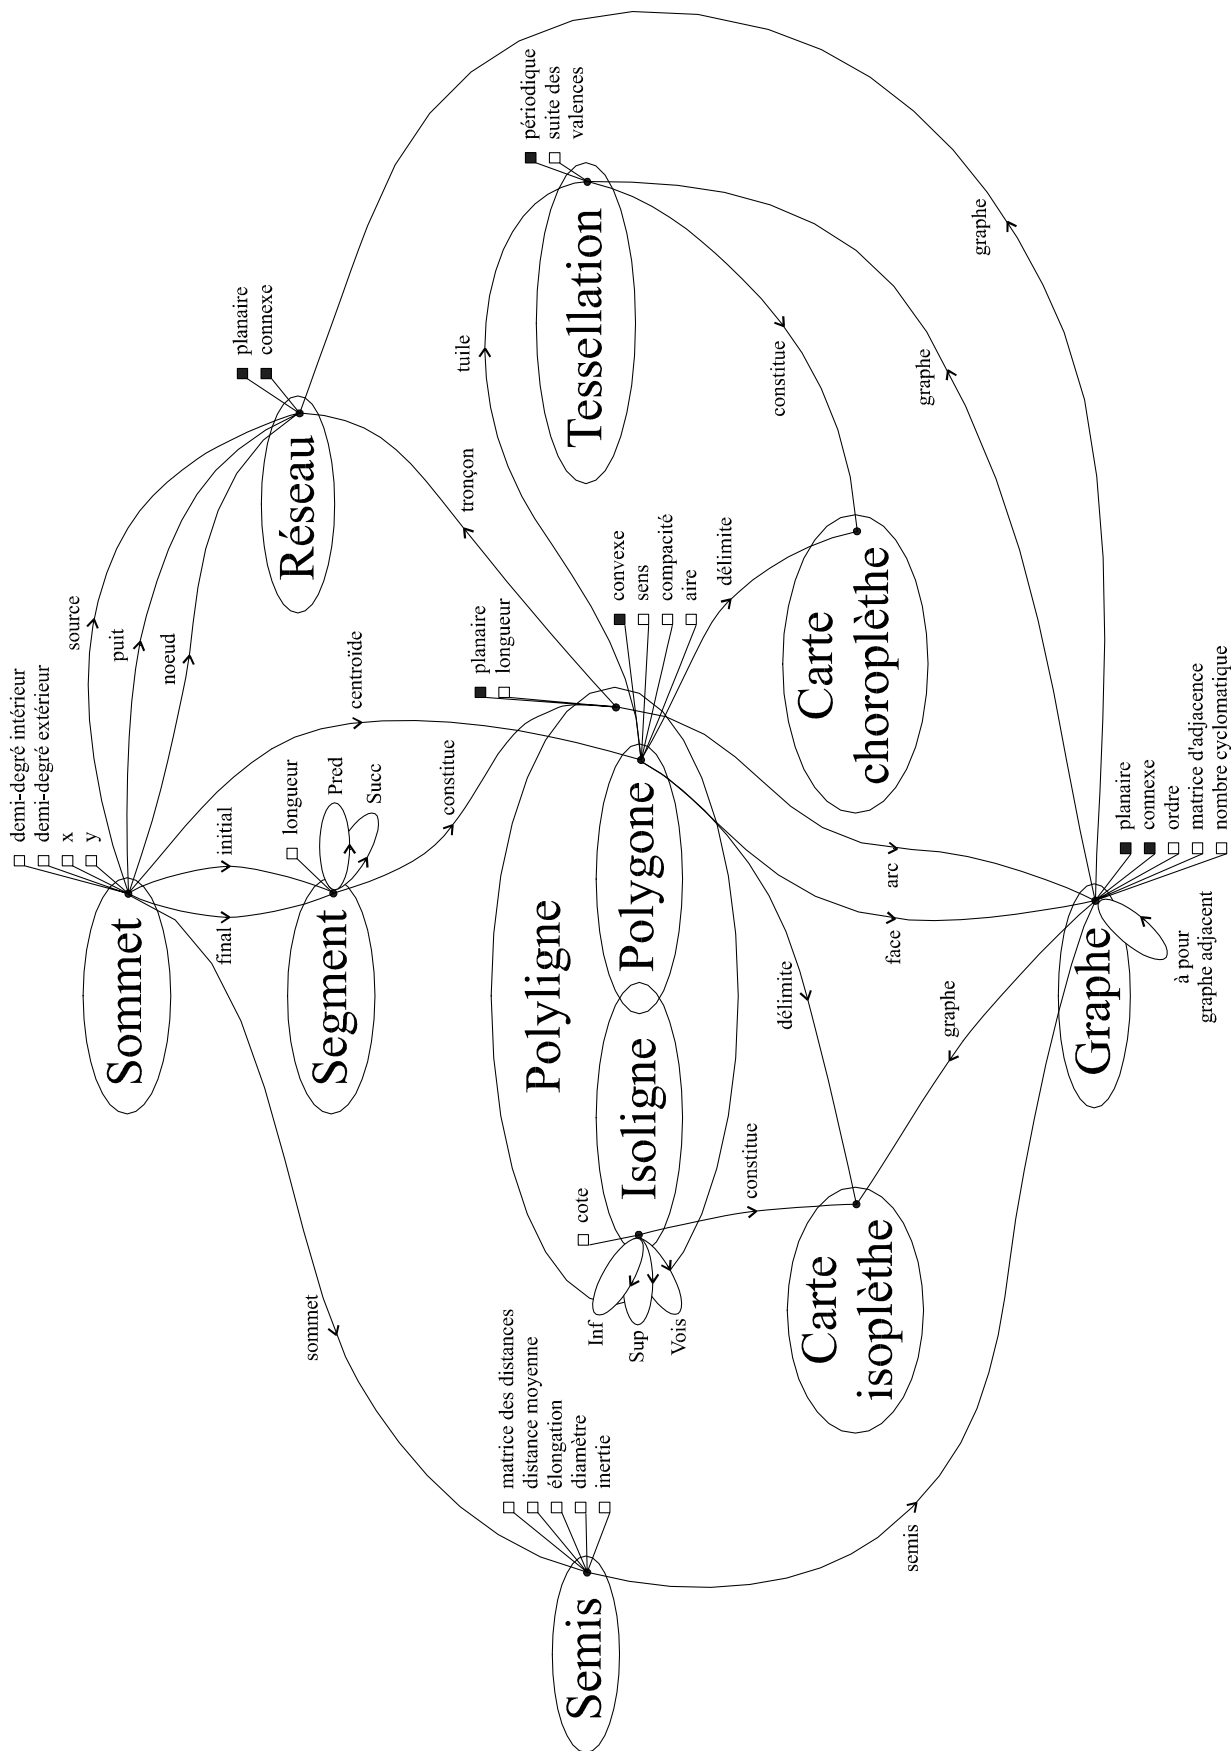 demi-degré intérieur
demi-degré extérieur
x
y
Sommet
source
puit
noeud
planaire
connexe
Réseau
initial
final
longueur
Pred
Succ
Segment
sommet
centroïde
constitue
tronçon
tuile
périodique
suite des
valences
Tessellation
planaire
longueur
Polyligne
convexe
sens
compacité
aire
Polygone
Isoligne
cote
Inf
Sup
Vois
matrice des distances
distance moyenne
élongation
diamètre
inertie
Semis
constitue
délimite
délimite
constitue
Carte
choroplèthe
Carte
isoplèthe
graphe
graphe
graphe
arc
face
semis
planaire
connexe
ordre
matrice d'adjacence
nombre cyclomatique
Graphe
à pour
graphe adjacent